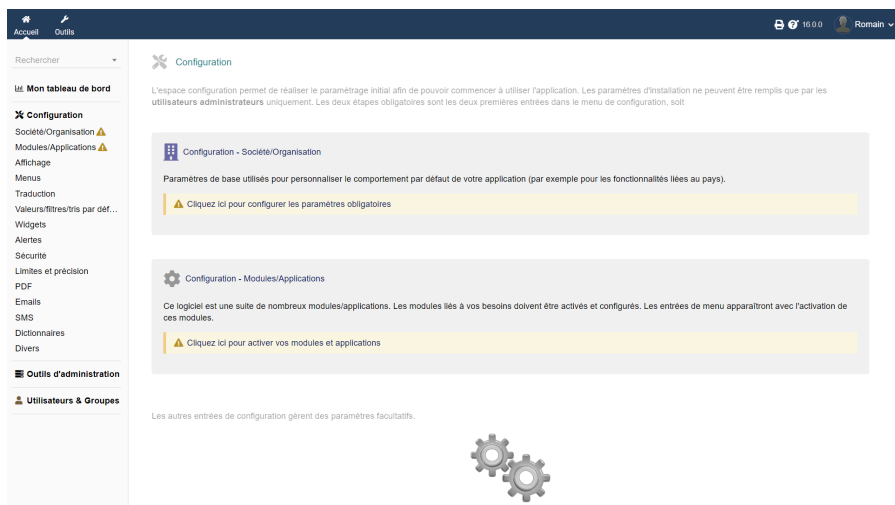 Accueil Outils
16.0.0 Romain
Rechercher
Mon tableau de bord
Configuration
Société/Organisation
Modules/Applications
Affichage
Menus
Traduction
Valeurs/filtres/tris par déf...
Widgets
Alertes
Sécurité
Limites et précision
PDF
Emails
SMS
Dictionnaires
Divers
Outils d'administration
Utilisateurs & Groupes
Configuration
L'espace configuration permet de réaliser le paramétrage initial afin de pouvoir commencer à utiliser l'application. Les paramètres d'installation ne peuvent être remplis que par les
utilisateurs administrateurs uniquement. Les deux étapes obligatoires sont les deux premières entrées dans le menu de configuration, soit
Configuration - Société/Organisation
Paramètres de base utilisés pour personnaliser le comportement par défaut de votre application (par exemple pour les fonctionnalités liées au pays).
Cliquez ici pour configurer les paramètres obligatoires
Configuration - Modules/Applications
Ce logiciel est une suite de nombreux modules/applications. Les modules liés à vos besoins doivent être activés et configurés. Les entrées de menu apparaîtront avec l'activation de
ces modules.
Cliquez ici pour activer vos modules et applications
Les autres entrées de configuration gèrent des paramètres facultatifs.